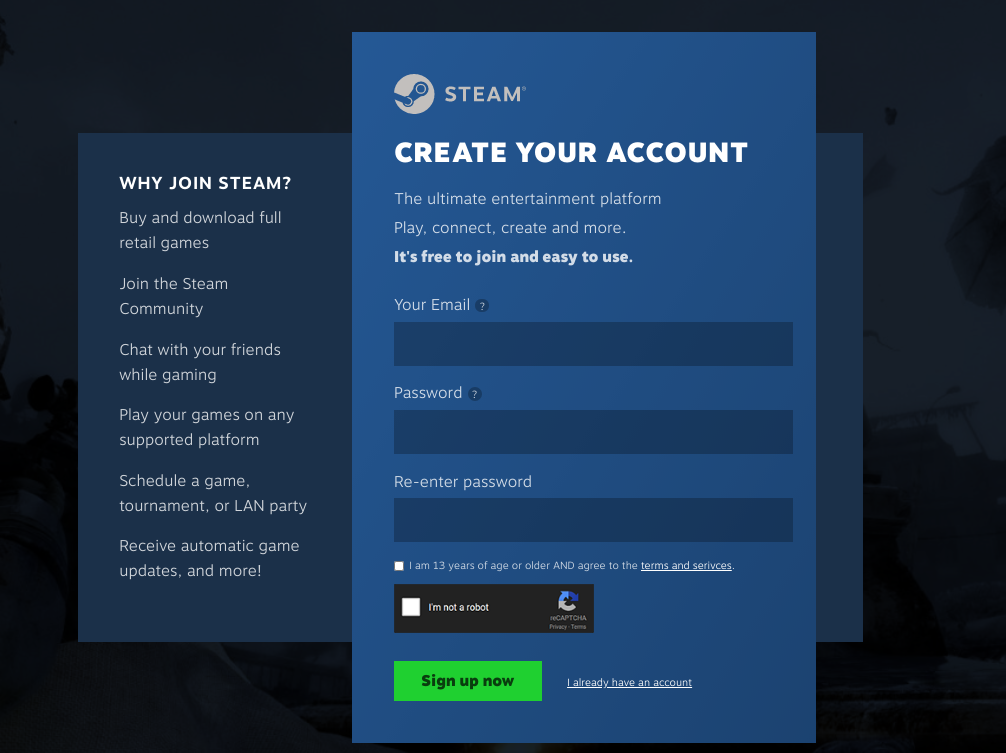 STEAM®
CREATE YOUR ACCOUNT
The ultimate entertainment platform
Play, connect, create and more.
It's free to join and easy to use.
Your Email ?
Password ?
Re-enter password
I am 13 years of age or older AND agree to the terms and serivces.
I'm not a robot
reCAPTCHA
Privacy - Terms
Sign up now
I already have an account
WHY JOIN STEAM?
Buy and download full
retail games
Join the Steam
Community
Chat with your friends
while gaming
Play your games on any
supported platform
Schedule a game,
tournament, or LAN party
Receive automatic game
updates, and more!